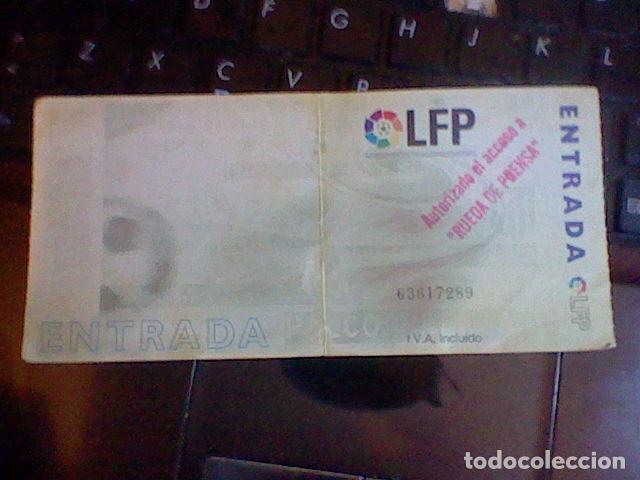 G H J K L
C V B
LFP
Autorizado el acceso a
"RUEDA DE PRENSA"
ENTRADA LFP
63617289
I.V.A. Incluido
ENTRADA
todocoleccion